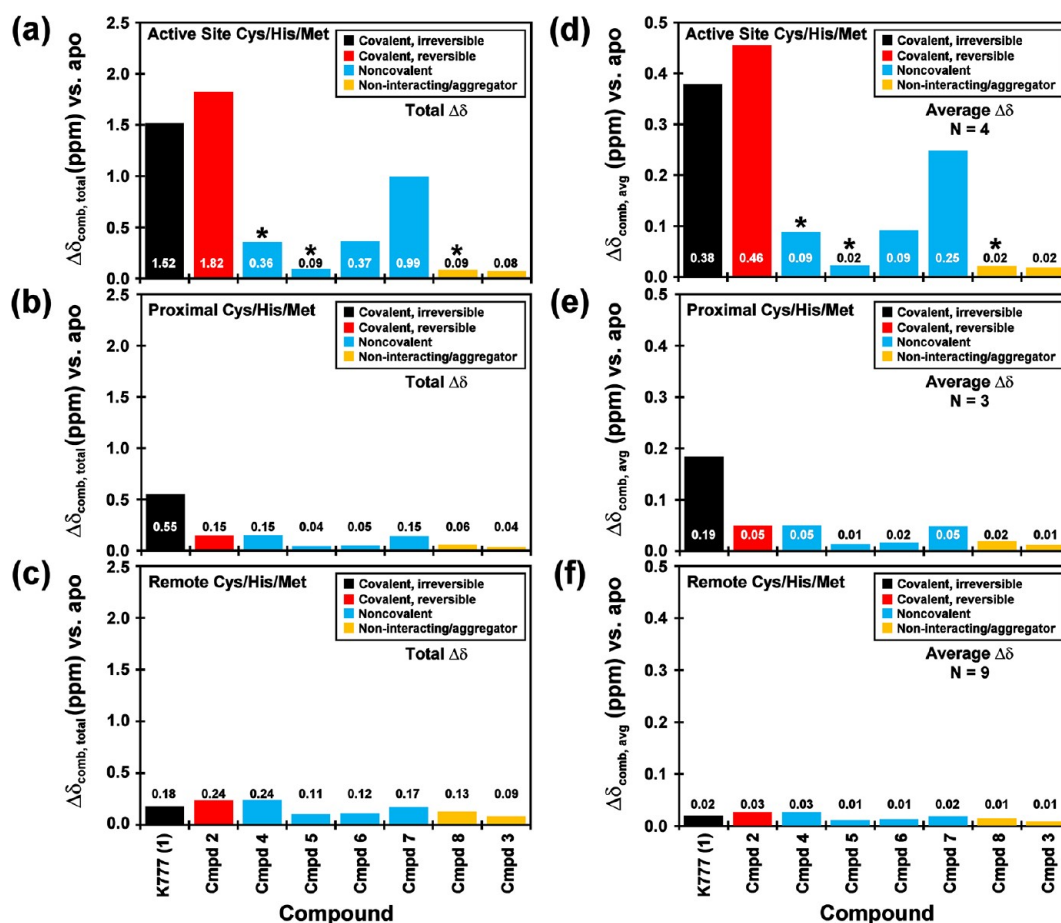 (a)
Active Site Cys/His/Met
Covalent, irreversible
Covalent, reversible
Noncovalent
Non-interacting/aggregator
Total Δδ
Δδcomb, total (ppm) vs. apo
2.5
2.0
1.5
1.0
0.5
0.0
1.52
1.82
*
0.36
*
0.09
0.37
0.99
*
0.09
0.08
(b)
Proximal Cys/His/Met
Covalent, irreversible
Covalent, reversible
Noncovalent
Non-interacting/aggregator
Total Δδ
Δδcomb, total (ppm) vs. apo
2.5
2.0
1.5
1.0
0.5
0.0
0.55
0.15
0.15
0.04
0.05
0.15
0.06
0.04
(c)
Remote Cys/His/Met
Covalent, irreversible
Covalent, reversible
Noncovalent
Non-interacting/aggregator
Total Δδ
Δδcomb, total (ppm) vs. apo
2.5
2.0
1.5
1.0
0.5
0.0
0.18
0.24
0.24
0.11
0.12
0.17
0.13
0.09
K777 (1)
Cmpd 2
Cmpd 4
Cmpd 5
Cmpd 6
Cmpd 7
Cmpd 8
Cmpd 3
Compound
(d)
Active Site Cys/His/Met
Covalent, irreversible
Covalent, reversible
Noncovalent
Non-interacting/aggregator
Average Δδ
N = 4
Δδcomb, avg (ppm) vs. apo
0.5
0.4
0.3
0.2
0.1
0.0
0.38
0.46
*
0.09
*
0.02
0.09
0.25
*
0.02
0.02
(e)
Proximal Cys/His/Met
Covalent, irreversible
Covalent, reversible
Noncovalent
Non-interacting/aggregator
Average Δδ
N = 3
Δδcomb, avg (ppm) vs. apo
0.5
0.4
0.3
0.2
0.1
0.0
0.19
0.05
0.05
0.01
0.02
0.05
0.02
0.01
(f)
Remote Cys/His/Met
Covalent, irreversible
Covalent, reversible
Noncovalent
Non-interacting/aggregator
Average Δδ
N = 9
Δδcomb, avg (ppm) vs. apo
0.5
0.4
0.3
0.2
0.1
0.0
0.02
0.03
0.03
0.01
0.01
0.02
0.01
0.01
K777 (1)
Cmpd 2
Cmpd 4
Cmpd 5
Cmpd 6
Cmpd 7
Cmpd 8
Cmpd 3
Compound